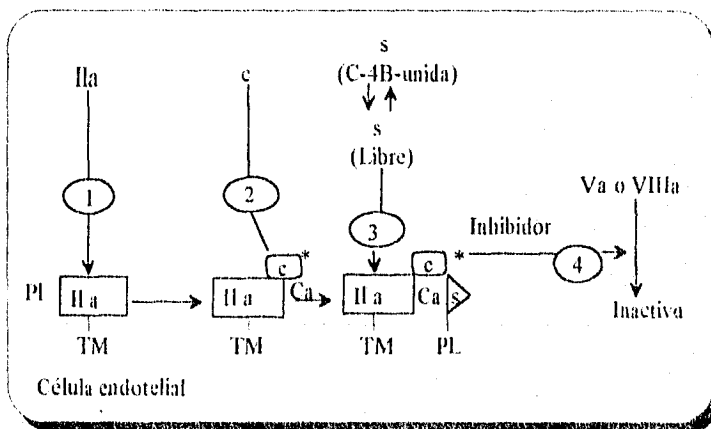 s
IIa c (C-4B-unida)
s
(Libre)
Va o VIIIa
1 2 3 Inhibidor 4
c * c *
Pl II a II a Ca II a Ca s
Inactiva
TM TM TM PL
Célula endotelial